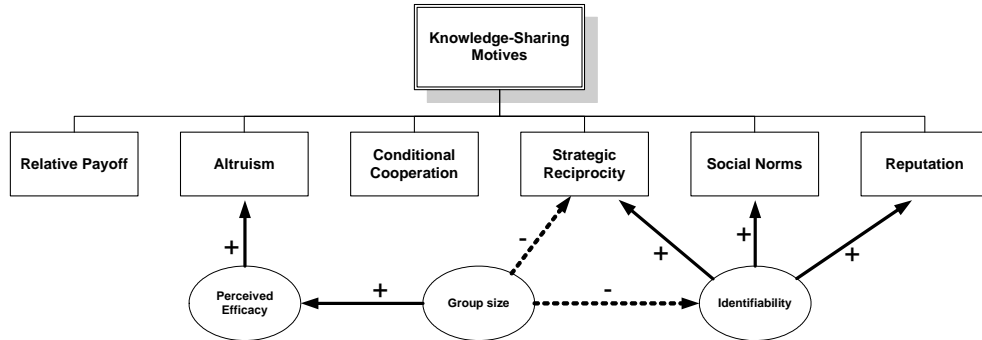 Knowledge-Sharing
Motives
Relative Payoff
Altruism
Conditional
Cooperation
Strategic
Reciprocity
Social Norms
Reputation
+
-
+
+
+
Perceived
Efficacy
+
Group size
-
Identifiability